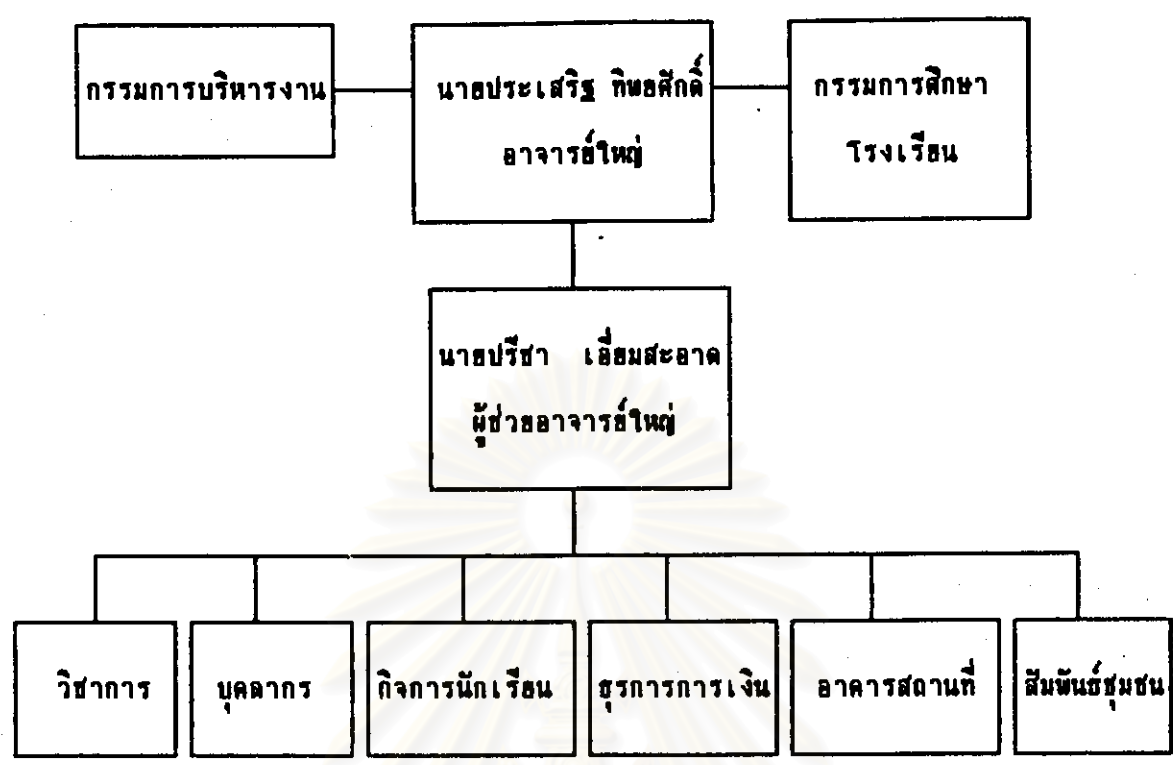 กรรมการบริหารงาน
นายประเสริฐ ทิพยศักดิ์
อาจารย์ใหญ่
กรรมการศึกษา
โรงเรียน
นายปรีชา เอี่ยมสะอาด
ผู้ช่วยอาจารย์ใหญ่
วิชาการ
บุคลากร
กิจการนักเรียน
ธุรการการเงิน
อาคารสถานที่
สัมพันธ์ชุมชน